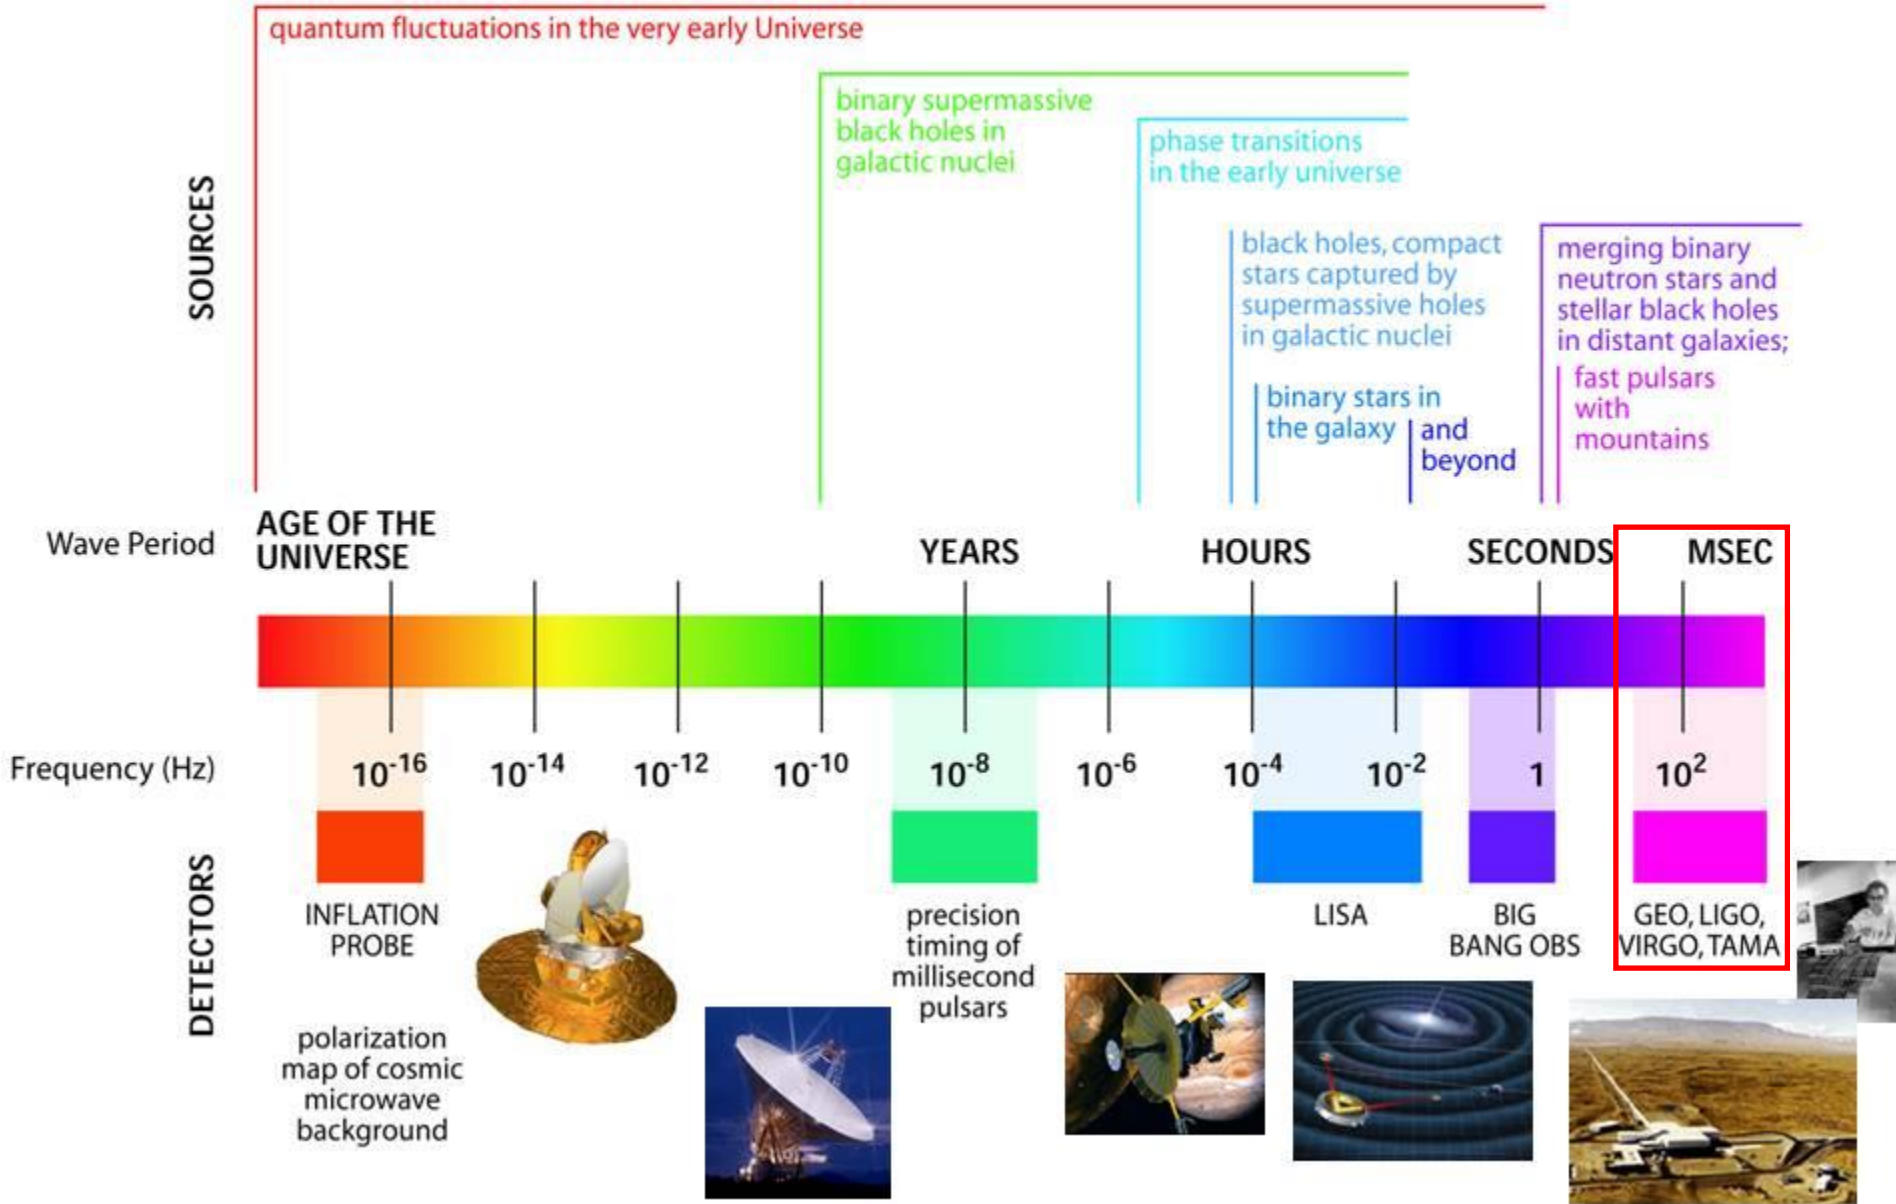 quantum fluctuations in the very early Universe
binary supermassive
black holes in
galactic nuclei
phase transitions
in the early universe
black holes, compact
stars captured by
supermassive holes
in galactic nuclei
binary stars in
the galaxy
and
beyond
merging binary
neutron stars and
stellar black holes
in distant galaxies;
fast pulsars
with
mountains
SOURCES
Wave Period
AGE OF THE
UNIVERSE
YEARS
HOURS
SECONDS
MSEC
Frequency (Hz)
10⁻¹⁶
10⁻¹⁴
10⁻¹²
10⁻¹⁰
10⁻⁸
10⁻⁶
10⁻⁴
10⁻²
1
10²
DETECTORS
INFLATION
PROBE
polarization
map of cosmic
microwave
background
precision
timing of
millisecond
pulsars
LISA
BIG
BANG OBS
GEO, LIGO,
VIRGO, TAMA